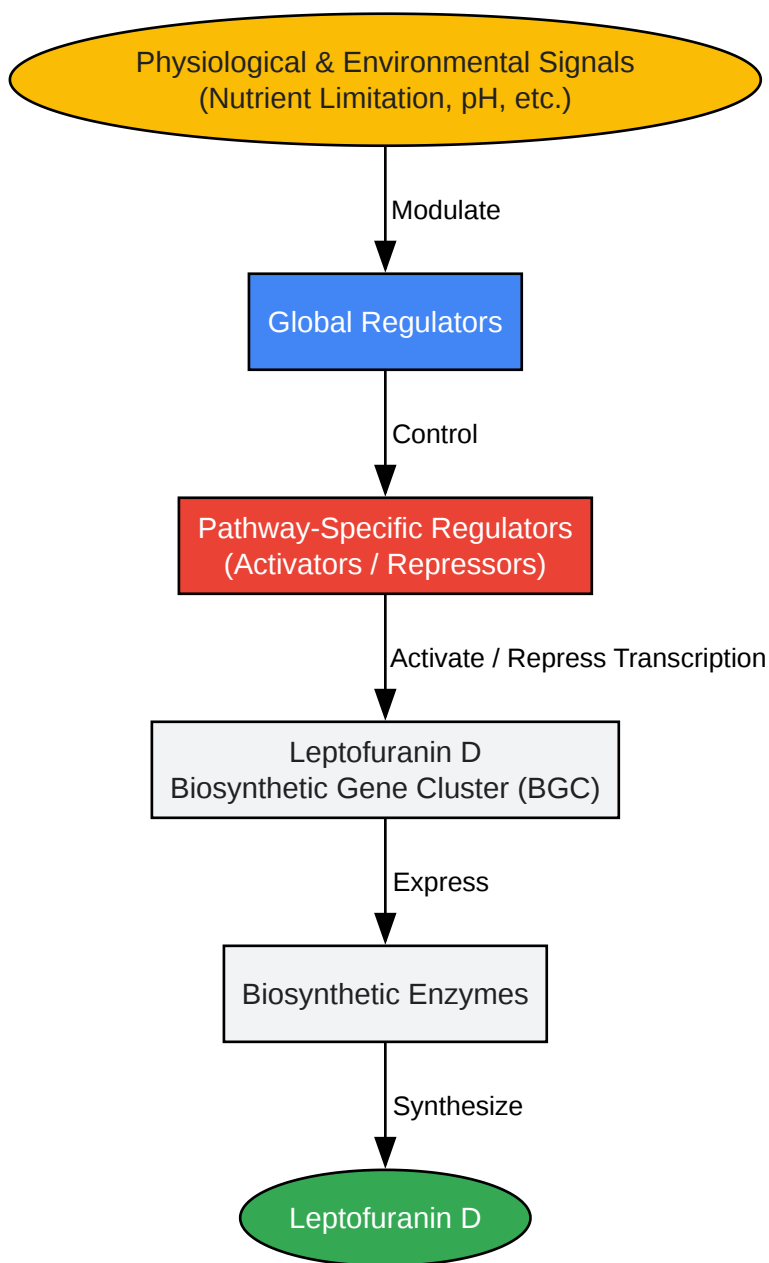 Physiological & Environmental Signals
(Nutrient Limitation, pH, etc.)
Modulate
Global Regulators
Control
Pathway-Specific Regulators
(Activators / Repressors)
Activate / Repress Transcription
Leptofuranin D
Biosynthetic Gene Cluster (BGC)
Express
Biosynthetic Enzymes
Synthesize
Leptofuranin D